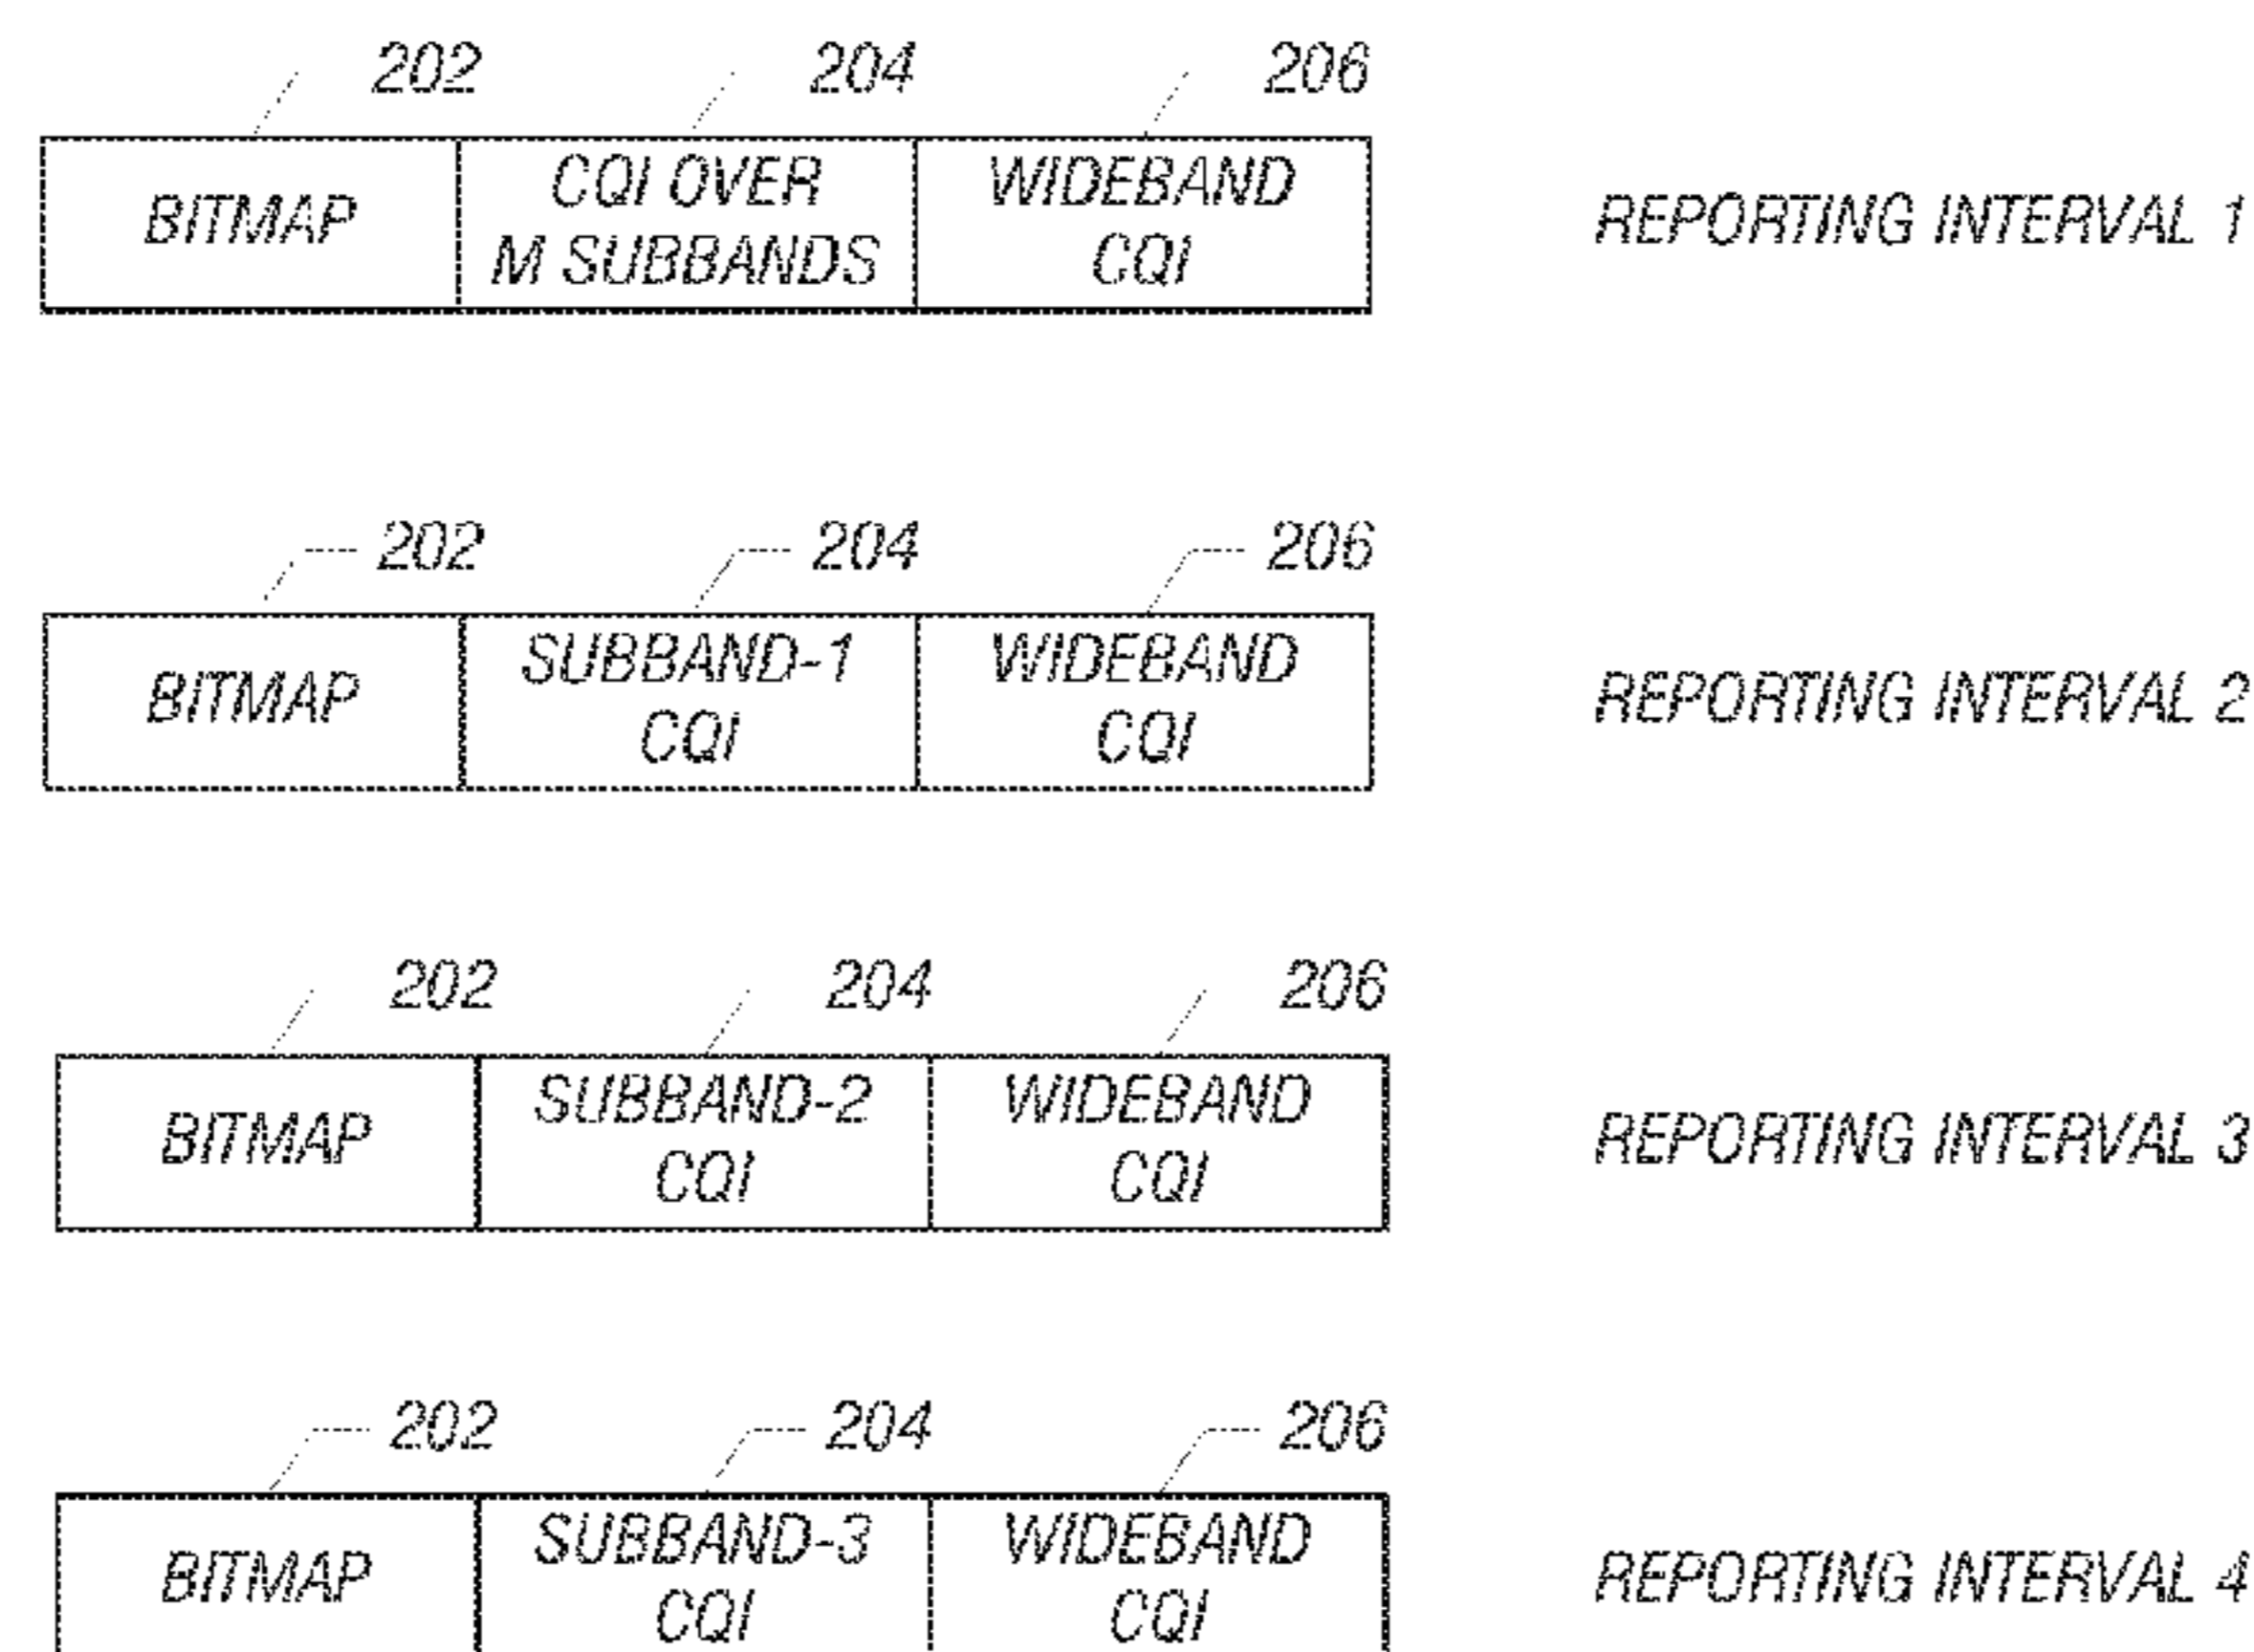 202 204 206
BITMAP
CQI OVER
M SUBBANDS
WIDEBAND
CQI
REPORTING INTERVAL 1
202 204 206
BITMAP
SUBBAND-1
CQI
WIDEBAND
CQI
REPORTING INTERVAL 2
202 204 206
BITMAP
SUBBAND-2
CQI
WIDEBAND
CQI
REPORTING INTERVAL 3
202 204 206
BITMAP
SUBBAND-3
CQI
WIDEBAND
CQI
REPORTING INTERVAL 4